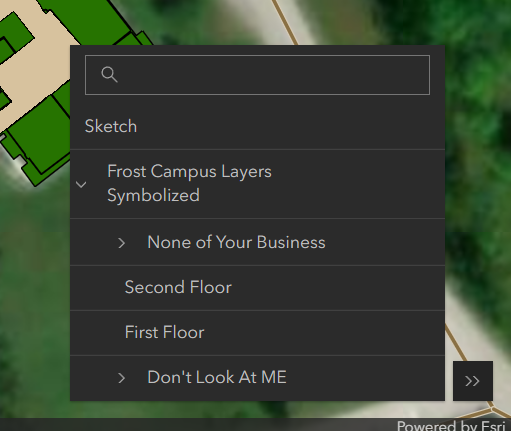 Sketch
Frost Campus Layers
Symbolized
None of Your Business
Second Floor
First Floor
Don't Look At ME
Powered by Esri